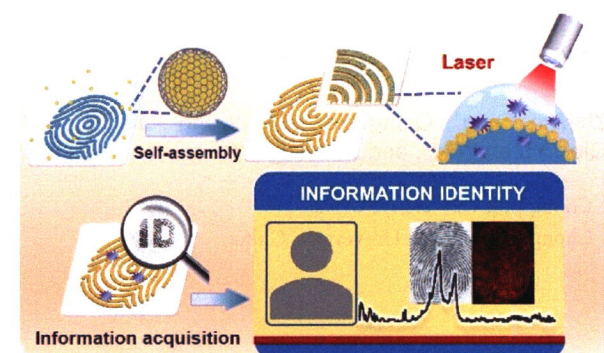 Laser
Self-assembly
INFORMATION IDENTITY
ID
Information acquisition